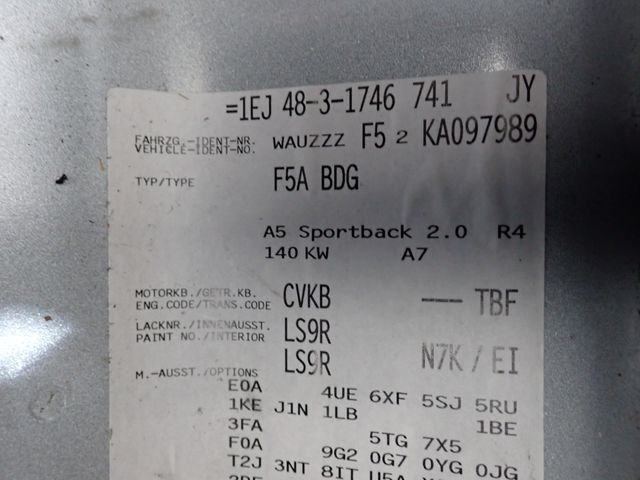 =1EJ 48-3-1746 741 JY
FAHRZG.-IDENT-NR.
VEHICLE-IDENT-NO. WAUZZZ F5 2 KA097989
TYP/TYPE F5A BDG
A5 Sportback 2.0 R4
140 KW A7
MOTORKB./GETR.KB.
ENG.CODE/TRANS.CODE CVKB --- TBF
LACKNR./INNENAUSST.
PAINT NO./INTERIOR LS9R
LS9R N7K / EI
M.-AUSST./OPTIONS
E0A 4UE 6XF 5SJ 5RU
1KE J1N 1LB 1BE
3FA 5TG 7X5
F0A 9G2 0G7 0YG 0JG
T2J 3NT 8IT